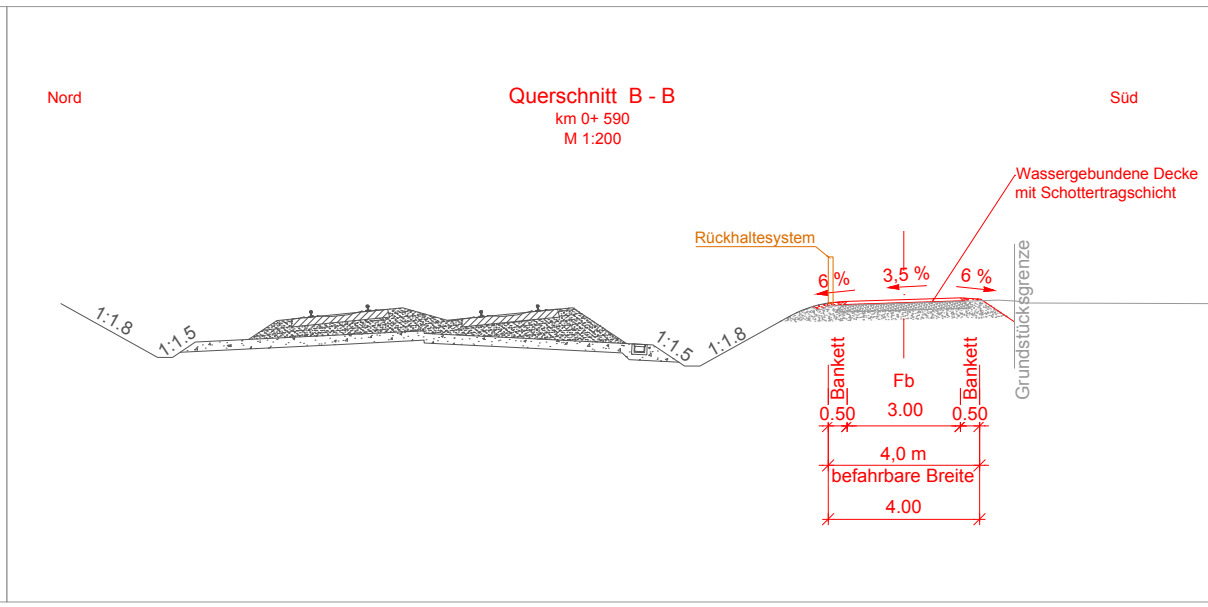 Nord
Querschnitt B - B
km 0+ 590
M 1:200
Süd
Wassergebundene Decke
mit Schottertragschicht
Rückhaltesystem
6 %
3,5 %
6 %
Grundstücksgrenze
1:1.8
1:1.5
1:1.5
1:1.8
Bankett
Fb
Bankett
0.50
3.00
0.50
4,0 m
befahrbare Breite
4.00